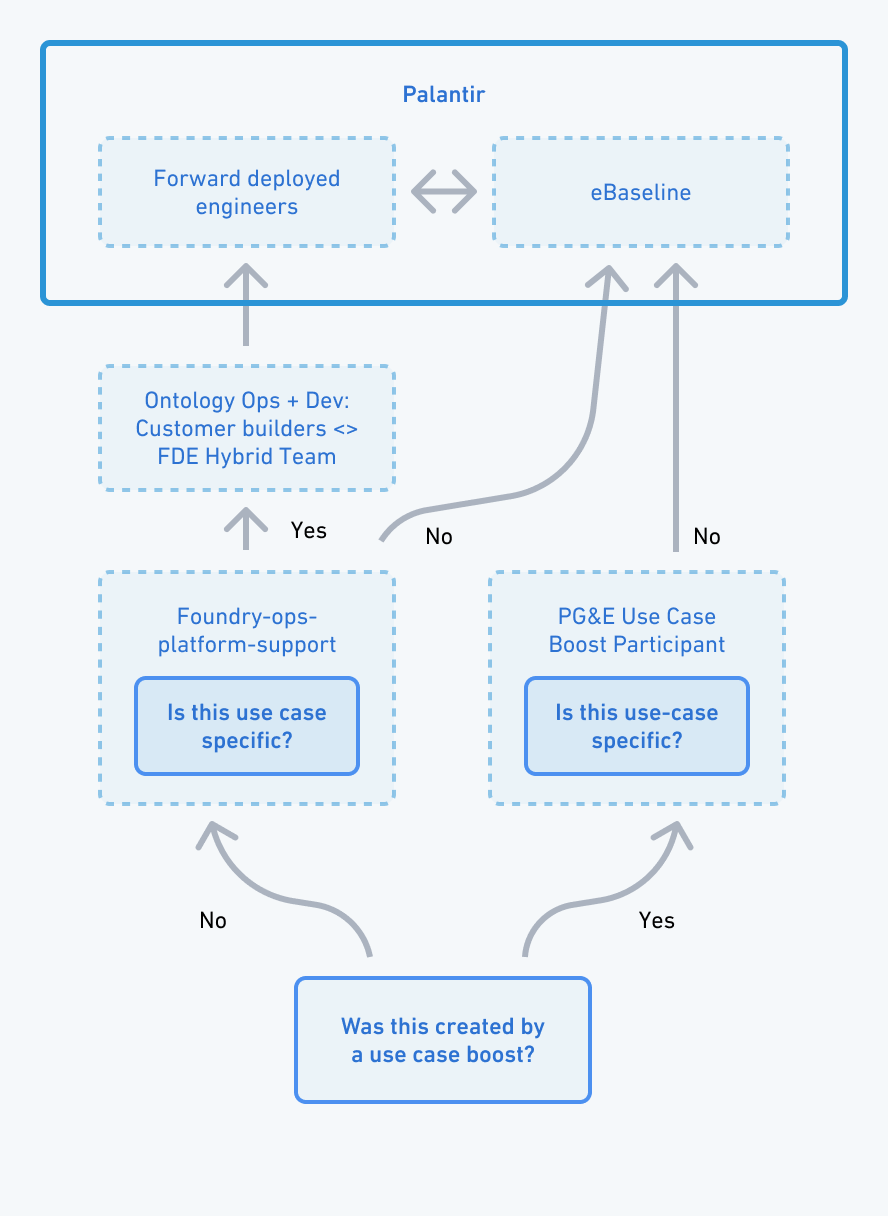 Palantir
Forward deployed
engineers
eBaseline
Ontology Ops + Dev:
Customer builders <>
FDE Hybrid Team
Yes
No
No
Foundry-ops-
platform-support
Is this use case
specific?
PG&E Use Case
Boost Participant
Is this use-case
specific?
No
Yes
Was this created by
a use case boost?